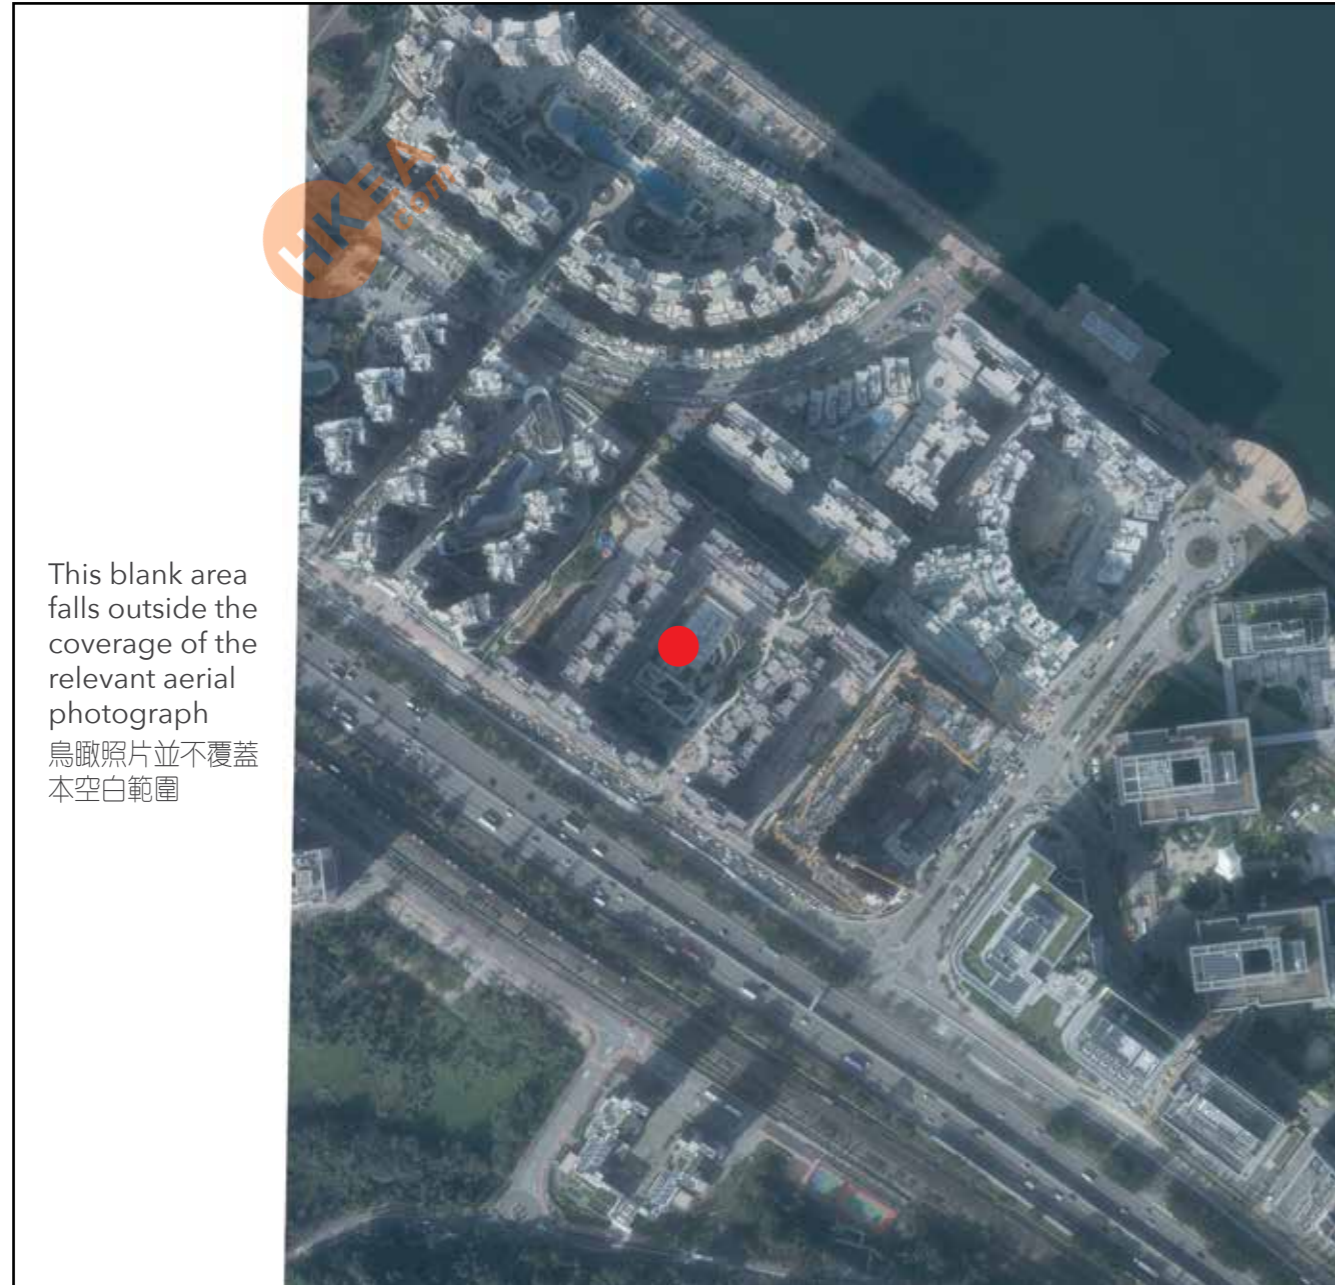 HKEA
.com
This blank area
falls outside the
coverage of the
relevant aerial
photograph
鳥瞰照片並不覆蓋
本空白範圍